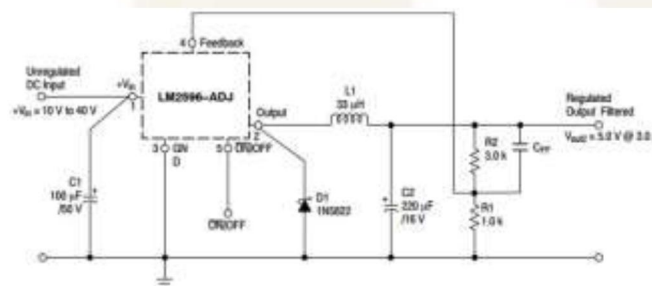 4 Feedback
Unregulated
DC Input
+Vin
LM2596-ADJ
L1
33 µH
Output
Regulated
Output Filtered
+Vin = 10 V to 40 V
1
2
Vout2 = 5.0 V @ 3.0
R2
3.0 k
CFF
3
GN
D
5
ON/OFF
C1
100 µF
/50 V
D1
1N5822
C2
220 µF
/16 V
R1
1.0 k
ON/OFF